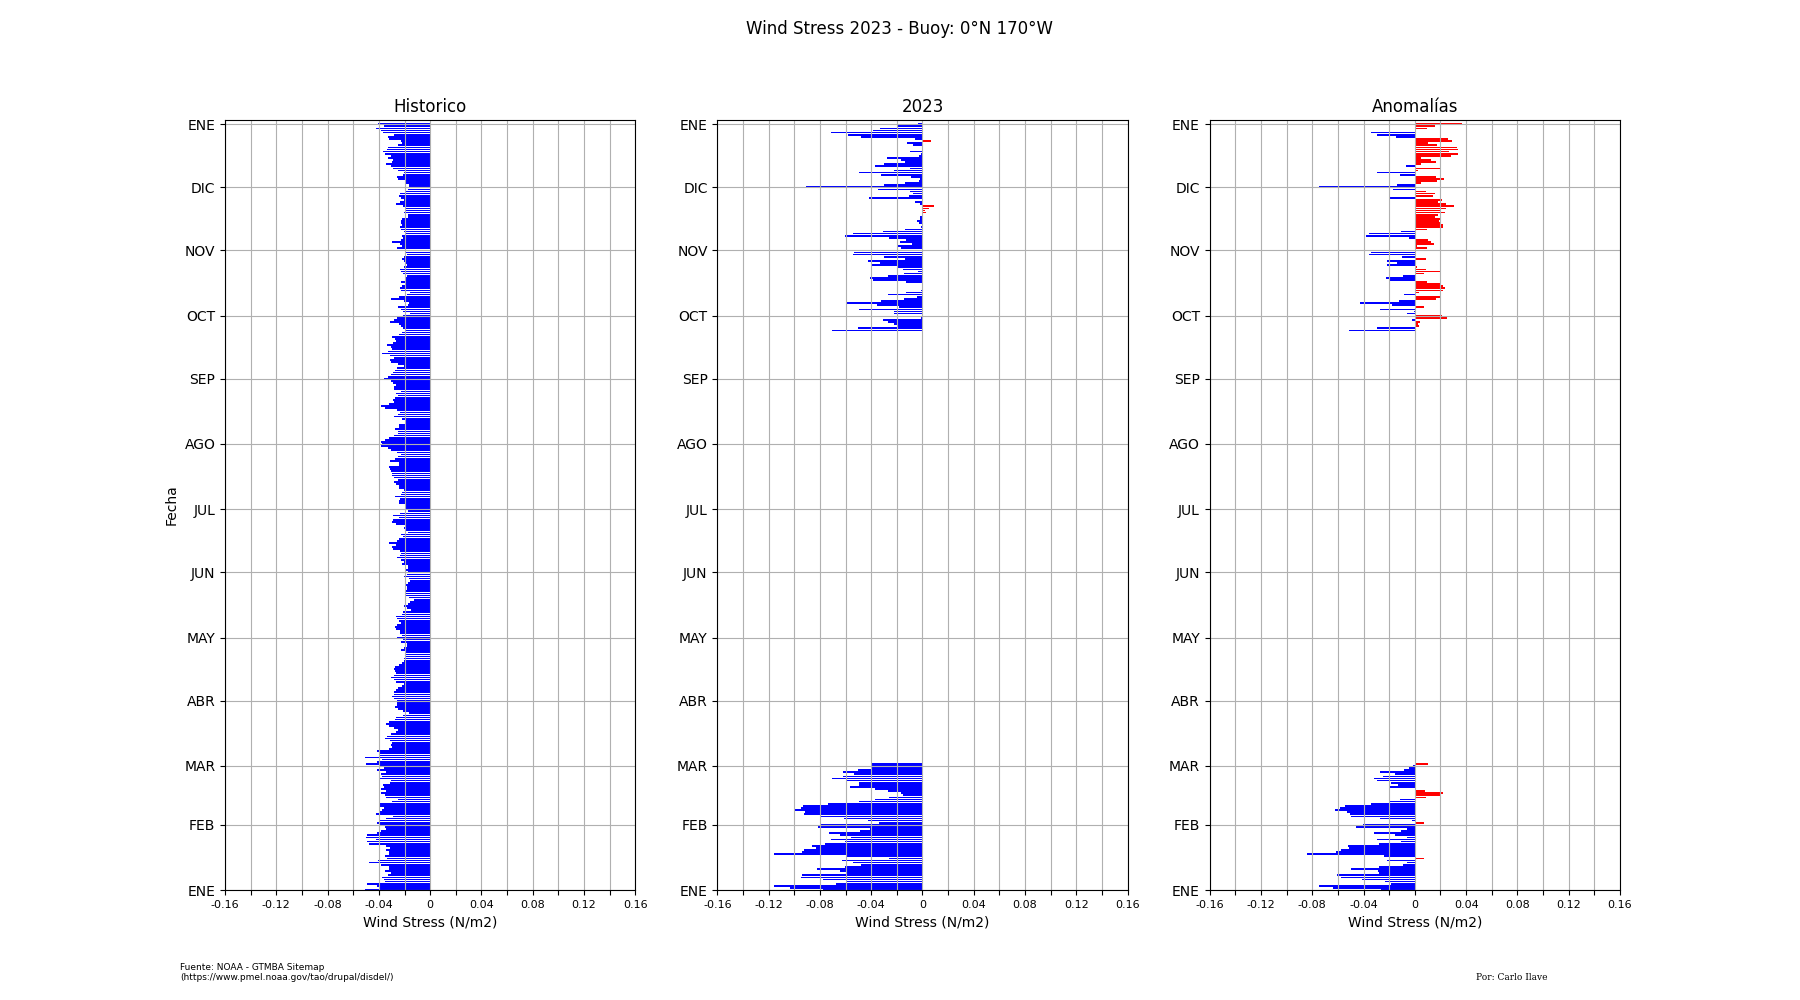 Wind Stress 2023 - Buoy: 0°N 170°W
Historico
ENE
DIC
NOV
OCT
SEP
AGO
JUL
JUN
MAY
ABR
MAR
FEB
ENE
Fecha
-0.16 -0.12 -0.08 -0.04 0 0.04 0.08 0.12 0.16
Wind Stress (N/m2)
2023
ENE
DIC
NOV
OCT
SEP
AGO
JUL
JUN
MAY
ABR
MAR
FEB
ENE
-0.16 -0.12 -0.08 -0.04 0 0.04 0.08 0.12 0.16
Wind Stress (N/m2)
Anomalías
ENE
DIC
NOV
OCT
SEP
AGO
JUL
JUN
MAY
ABR
MAR
FEB
ENE
-0.16 -0.12 -0.08 -0.04 0 0.04 0.08 0.12 0.16
Wind Stress (N/m2)
Fuente: NOAA - GTMBA Sitemap
(https://www.pmel.noaa.gov/tao/drupal/disdel/)
Por: Carlo Ilave